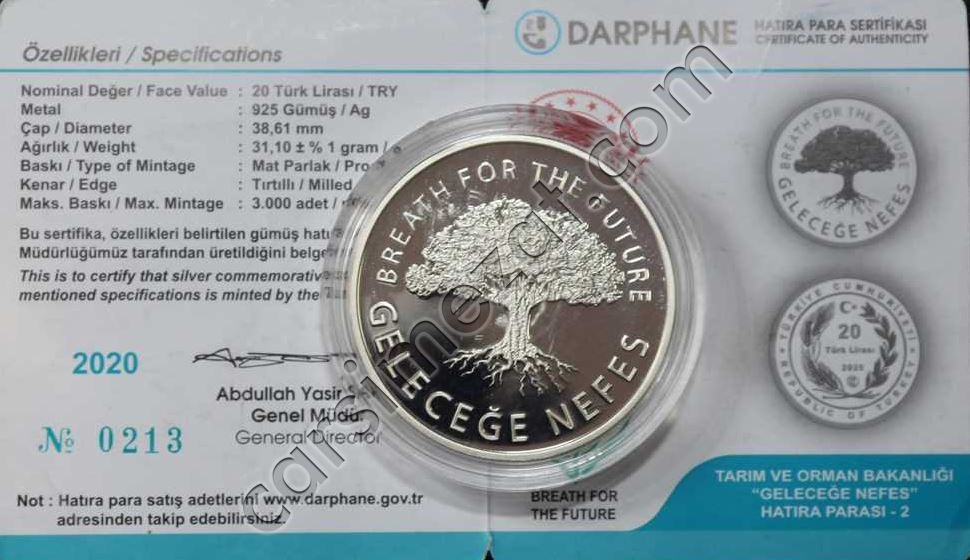 Özellikleri / Specifications
Nominal Değer / Face Value : 20 Türk Lirası / TRY
Metal : 925 Gümüş / Ag
Çap / Diameter : 38,61 mm
Ağırlık / Weight : 31,10 ± % 1 gram /
Baskı / Type of Mintage : Mat Parlak /
Kenar / Edge : Tırtıllı / Milled
Maks. Baskı / Max. Mintage : 3.000 adet /
Bu sertifika, özellikleri belirtilen gümüş
Müdürlüğümüz tarafından üretildiğini
This is to certify that silver commemorative
mentioned specifications is minted by the
2020
Abdullah Yasir
Genel Müdür
General Director
№ 0213
Not : Hatıra para satış adetlerini www.darphane.gov.tr
adresinden takip edebilirsiniz.
BREATH FOR THE FUTURE
GELECEĞE NEFES
carsimezat.com
DARPHANE
HATIRA PARA SERTİFİKASI
CERTIFICATE OF AUTHENTICITY
BREATH FOR THE FUTURE
GELECEĞE NEFES
TÜRKİYE CUMHURİYETİ
20
Türk Lirası
2020
REPUBLIC OF TURKEY
BREATH FOR
THE FUTURE
TARIM VE ORMAN BAKANLIĞI
"GELECEĞE NEFES"
HATIRA PARASI - 2